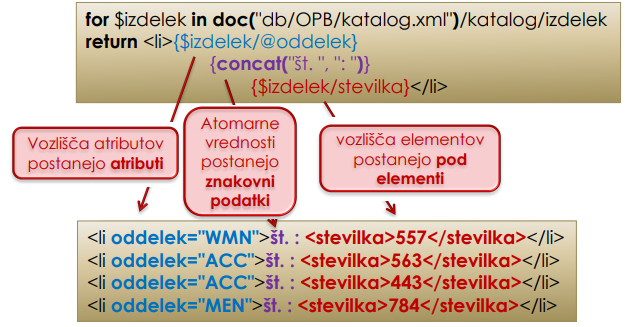 for $izdelek in doc("db/OPB/katalog.xml")/katalog/izdelek
return <li>{$izdelek/@oddelek}
{concat("št. ", ": ")}
{$izdelek/stevilka}</li>
Vozlišča atributov
postanejo atributi
Atomarne
vrednosti
postanejo
znakovni
podatki
vozlišča elementov
postanejo pod
elementi
<li oddelek="WMN">št. : <stevilka>557</stevilka></li>
<li oddelek="ACC">št. : <stevilka>563</stevilka></li>
<li oddelek="ACC">št. : <stevilka>443</stevilka></li>
<li oddelek="MEN">št. : <stevilka>784</stevilka></li>